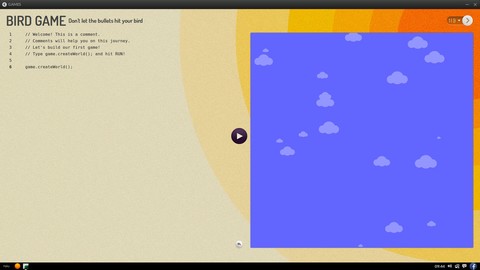 GAMES
BIRD GAME Don't let the bullets hit your bird
1 // Welcome! This is a comment.
2 // Comments will help you on this journey.
3 // Let's build our first game!
4 // Type game.createWorld(); and hit RUN!
5
6 game.createWorld();